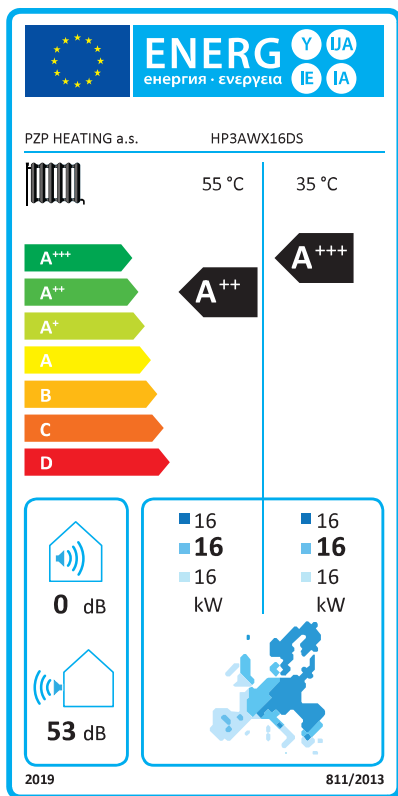 ENERG Y IJA
енергия · ενεργεια IE IA
PZP HEATING a.s. HP3AWX16DS
55 °C 35 °C
A+++
A++
A+
A
B
C
D
A++
A+++
0 dB
53 dB
16 16
16 16
16 16
kW kW
2019 811/2013